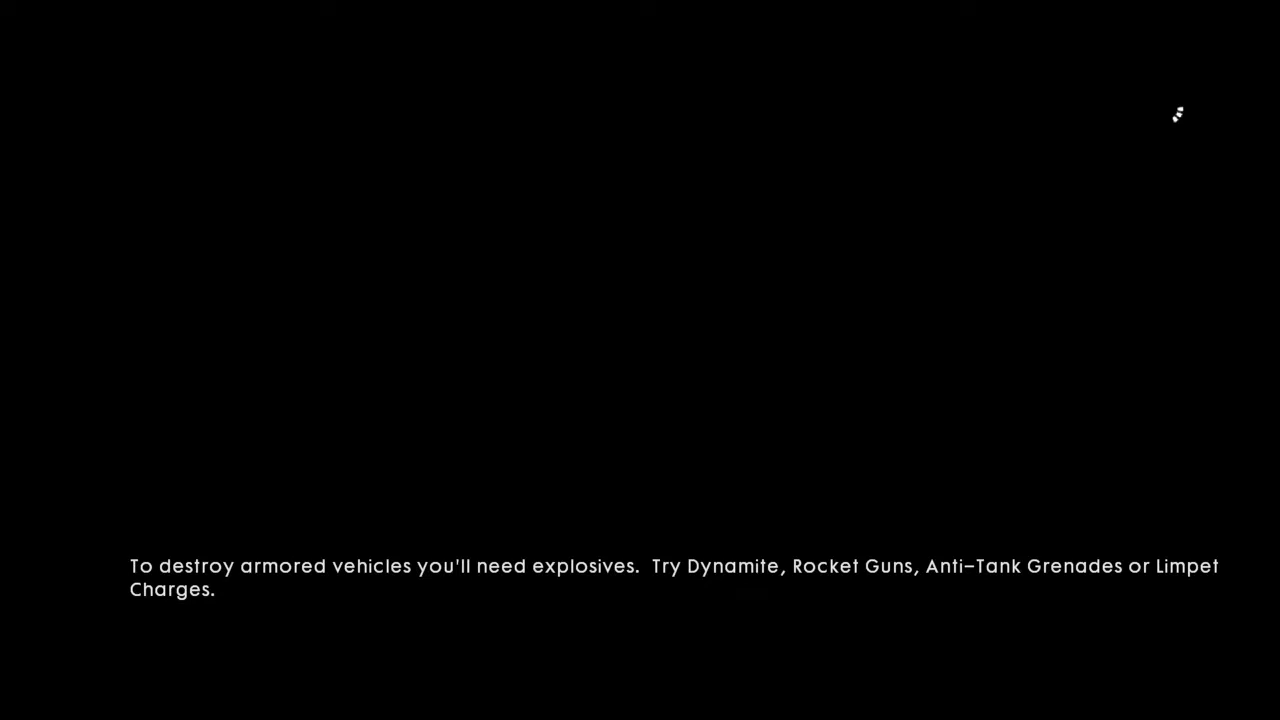 To destroy armored vehicles you'll need explosives.  Try Dynamite, Rocket Guns, Anti-Tank Grenades or Limpet
Charges.